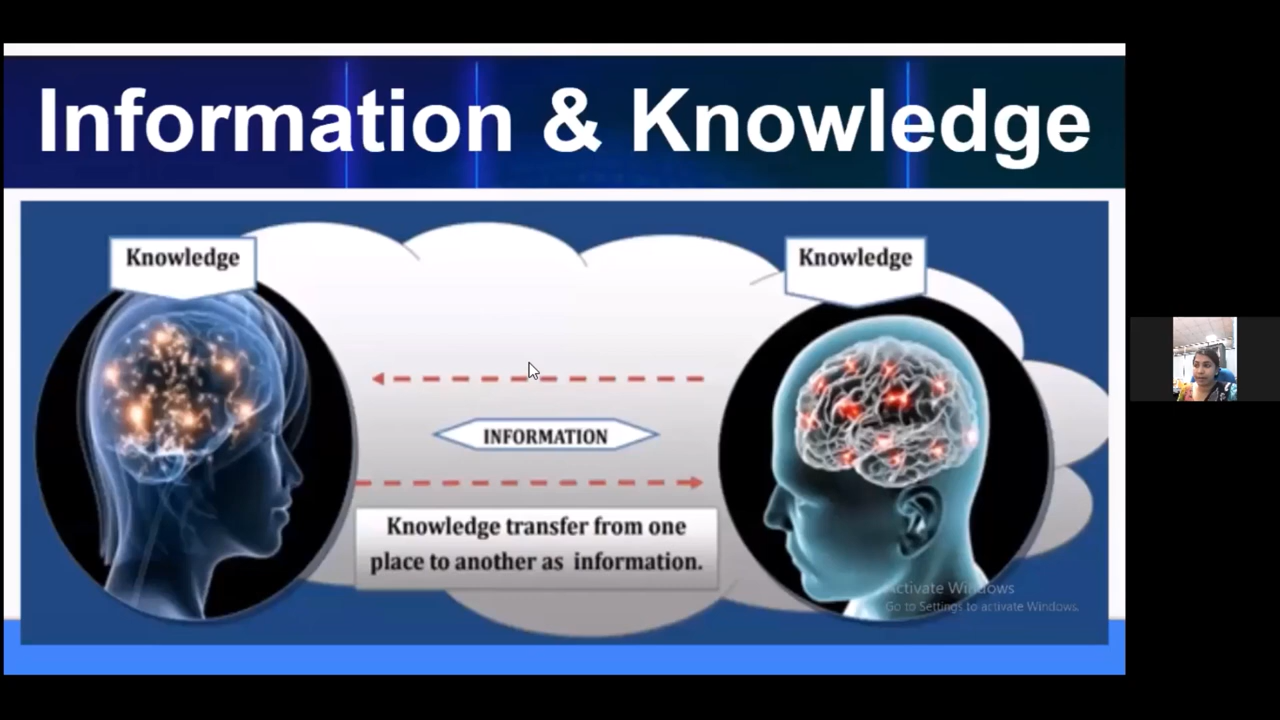 Information & Knowledge
Knowledge
Knowledge
INFORMATION
Knowledge transfer from one
place to another as information.
Activate Windows
Go to Settings to activate Windows.